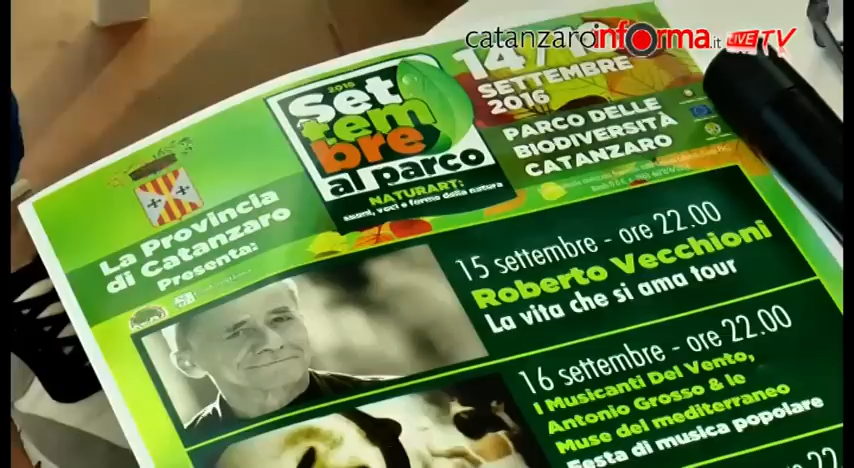 catanzaroinforma.it LIVE TV
2016
Settembre
al parco
NATURART:
suoni, voci e forme dalla natura
SETTEMBRE
2016
PARCO DELLE
BIODIVERSITÀ
CATANZARO
La Provincia
di Catanzaro
Presenta:
15 settembre - ore 22.00
Roberto Vecchioni
La vita che si ama tour
16 settembre - ore 22.00
I Musicanti Del Vento,
Antonio Grosso & le
Muse del mediterraneo
Festa di musica popolare